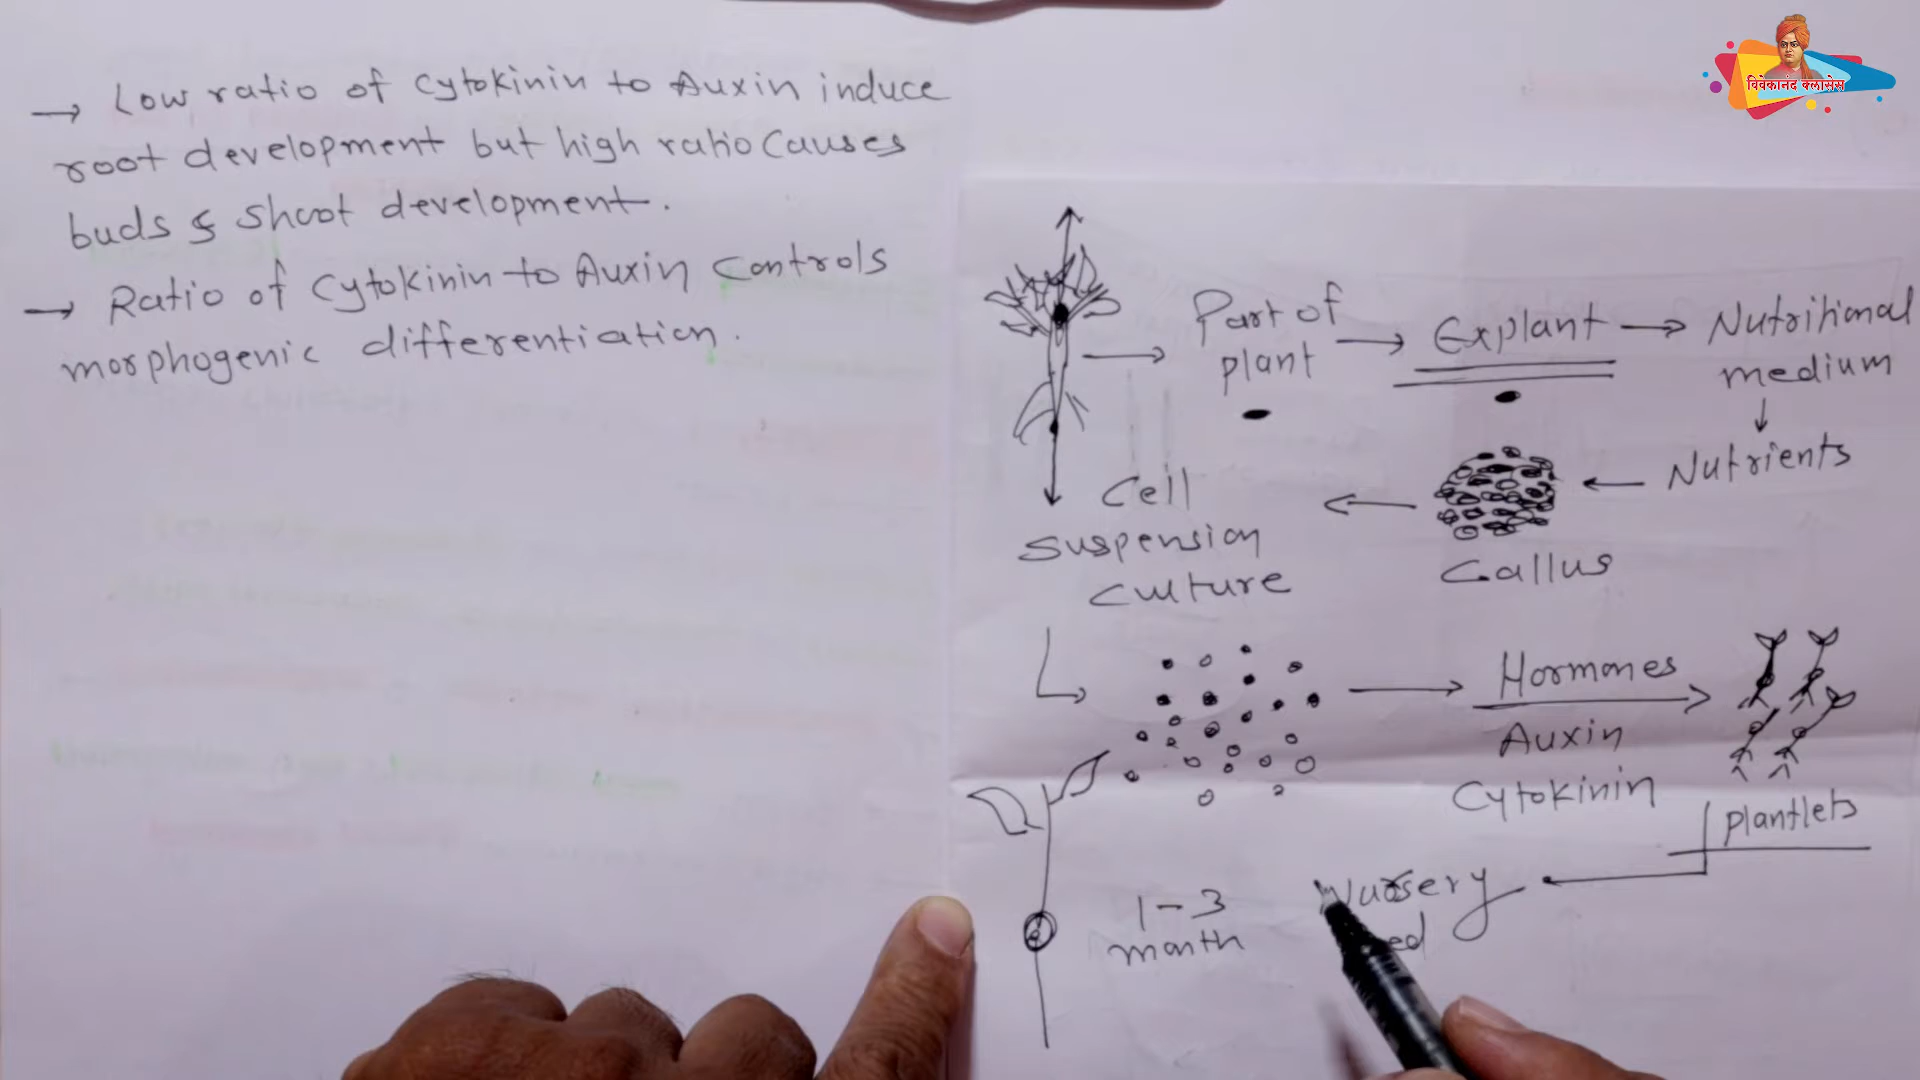 → Low ratio of Cytokinin to Auxin induce
root development but high ratio Causes
buds & Shoot development.
→ Ratio of Cytokinin to Auxin Controls
morphogenic differentiation.
विवेकानंद क्लासेस
Part of
plant
Explant
Nutritional
medium
Nutrients
Callus
Cell
Suspension
Culture
Hormones
Auxin
Cytokinin
Plantlets
Nursery
1-3
month